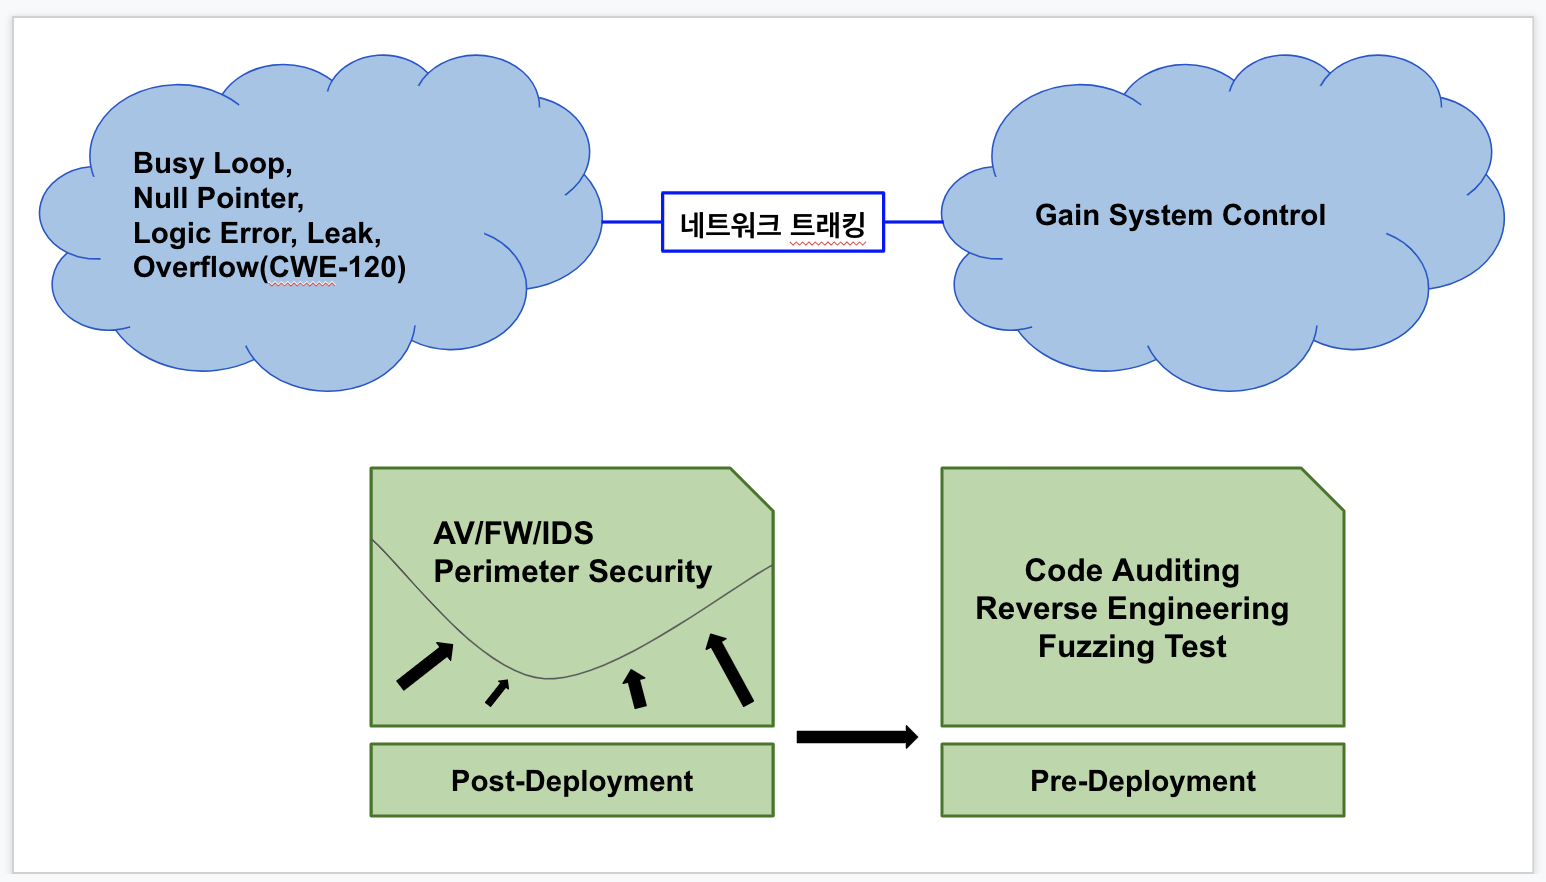 Busy Loop,
Null Pointer,
Logic Error, Leak,
Overflow(CWE-120)
네트워크 트래킹
Gain System Control
AV/FW/IDS
Perimeter Security
Post-Deployment
Code Auditing
Reverse Engineering
Fuzzing Test
Pre-Deployment